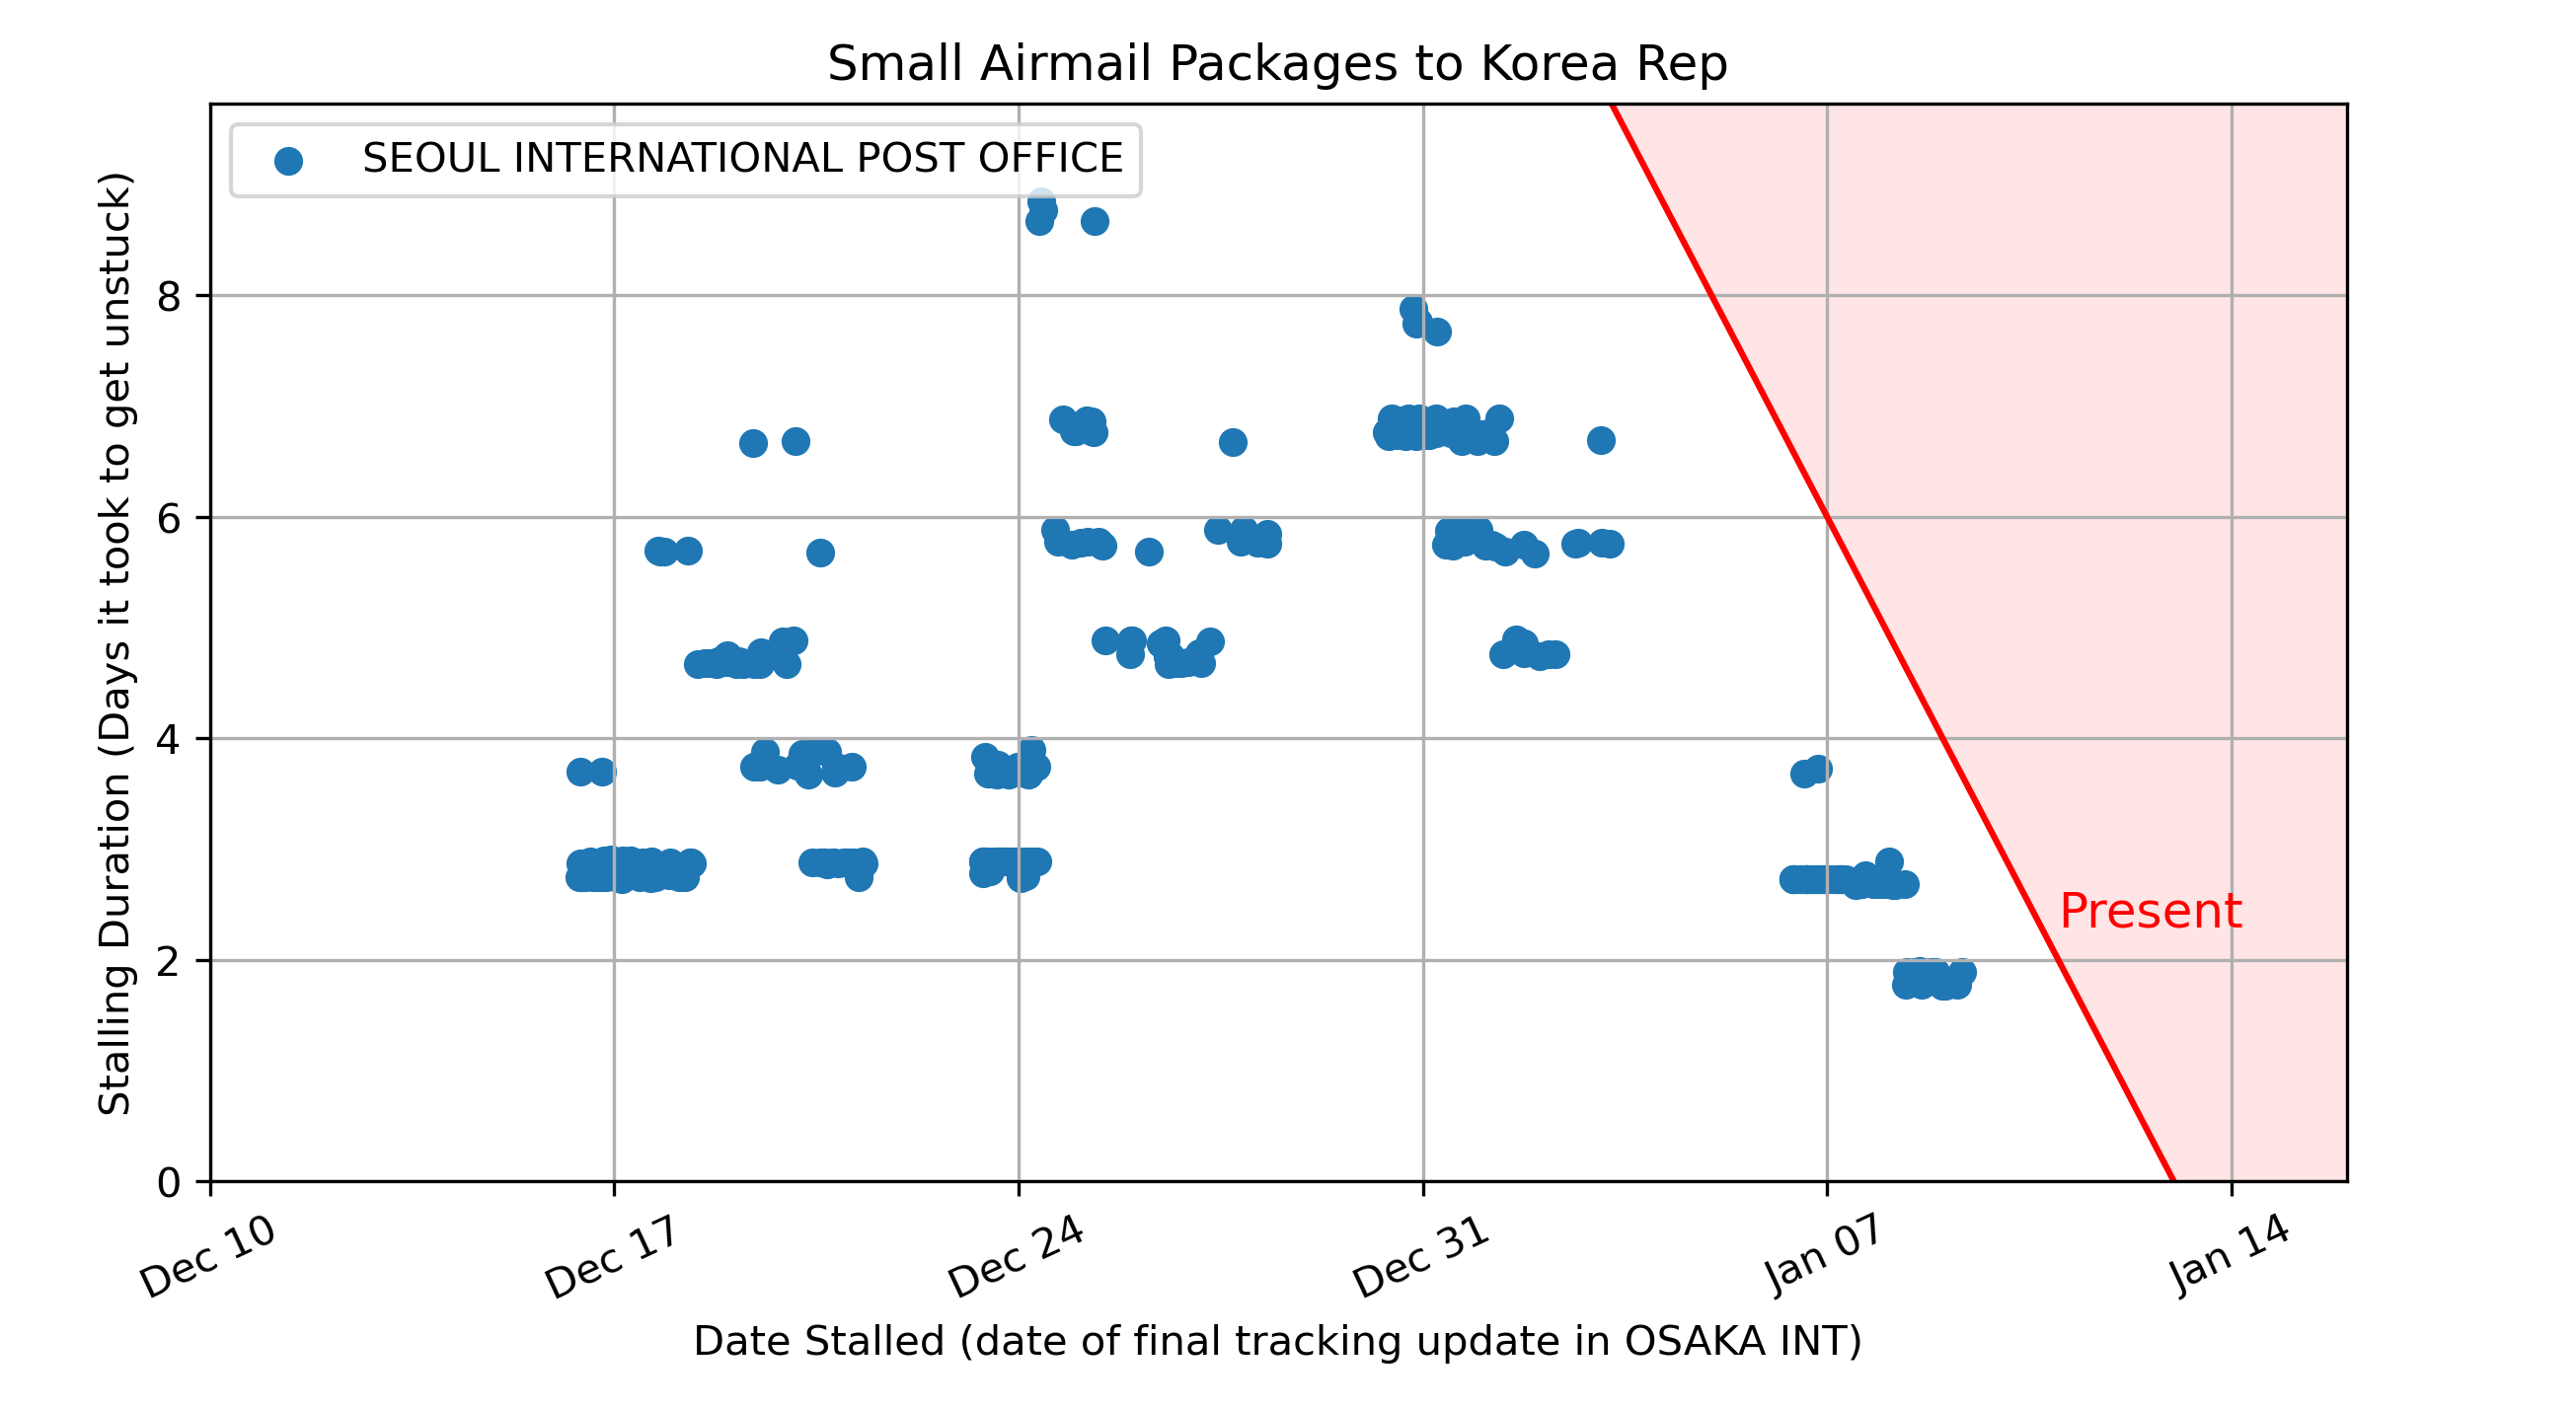 Small Airmail Packages to Korea Rep
SEOUL INTERNATIONAL POST OFFICE
Stalling Duration (Days it took to get unstuck)
8
6
4
2
0
Present
Dec 10
Dec 17
Dec 24
Dec 31
Jan 07
Jan 14
Date Stalled (date of final tracking update in OSAKA INT)